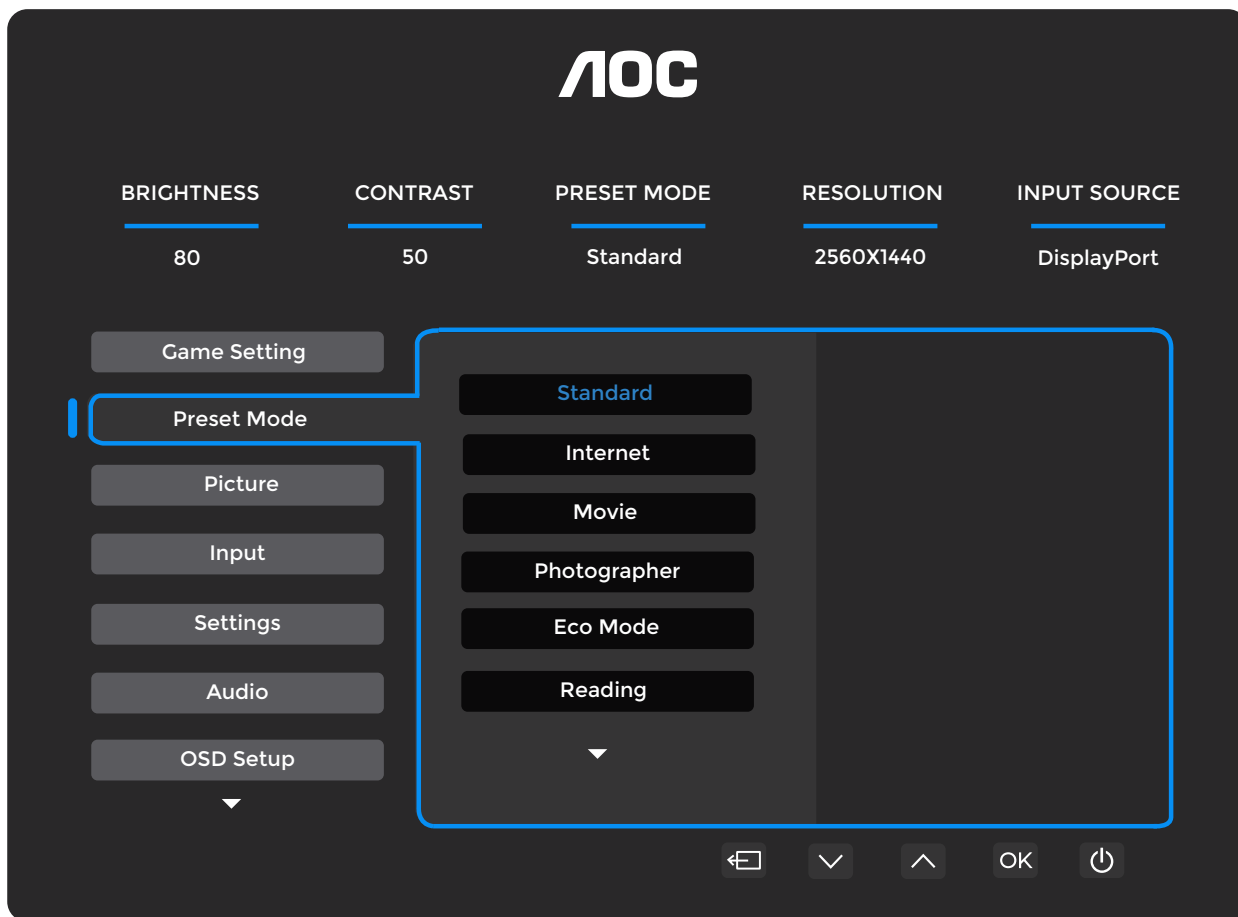 AOC
BRIGHTNESS CONTRAST PRESET MODE RESOLUTION INPUT SOURCE
80 50 Standard 2560X1440 DisplayPort
Game Setting
Preset Mode
Picture
Input
Settings
Audio
OSD Setup
Standard
Internet
Movie
Photographer
Eco Mode
Reading
OK